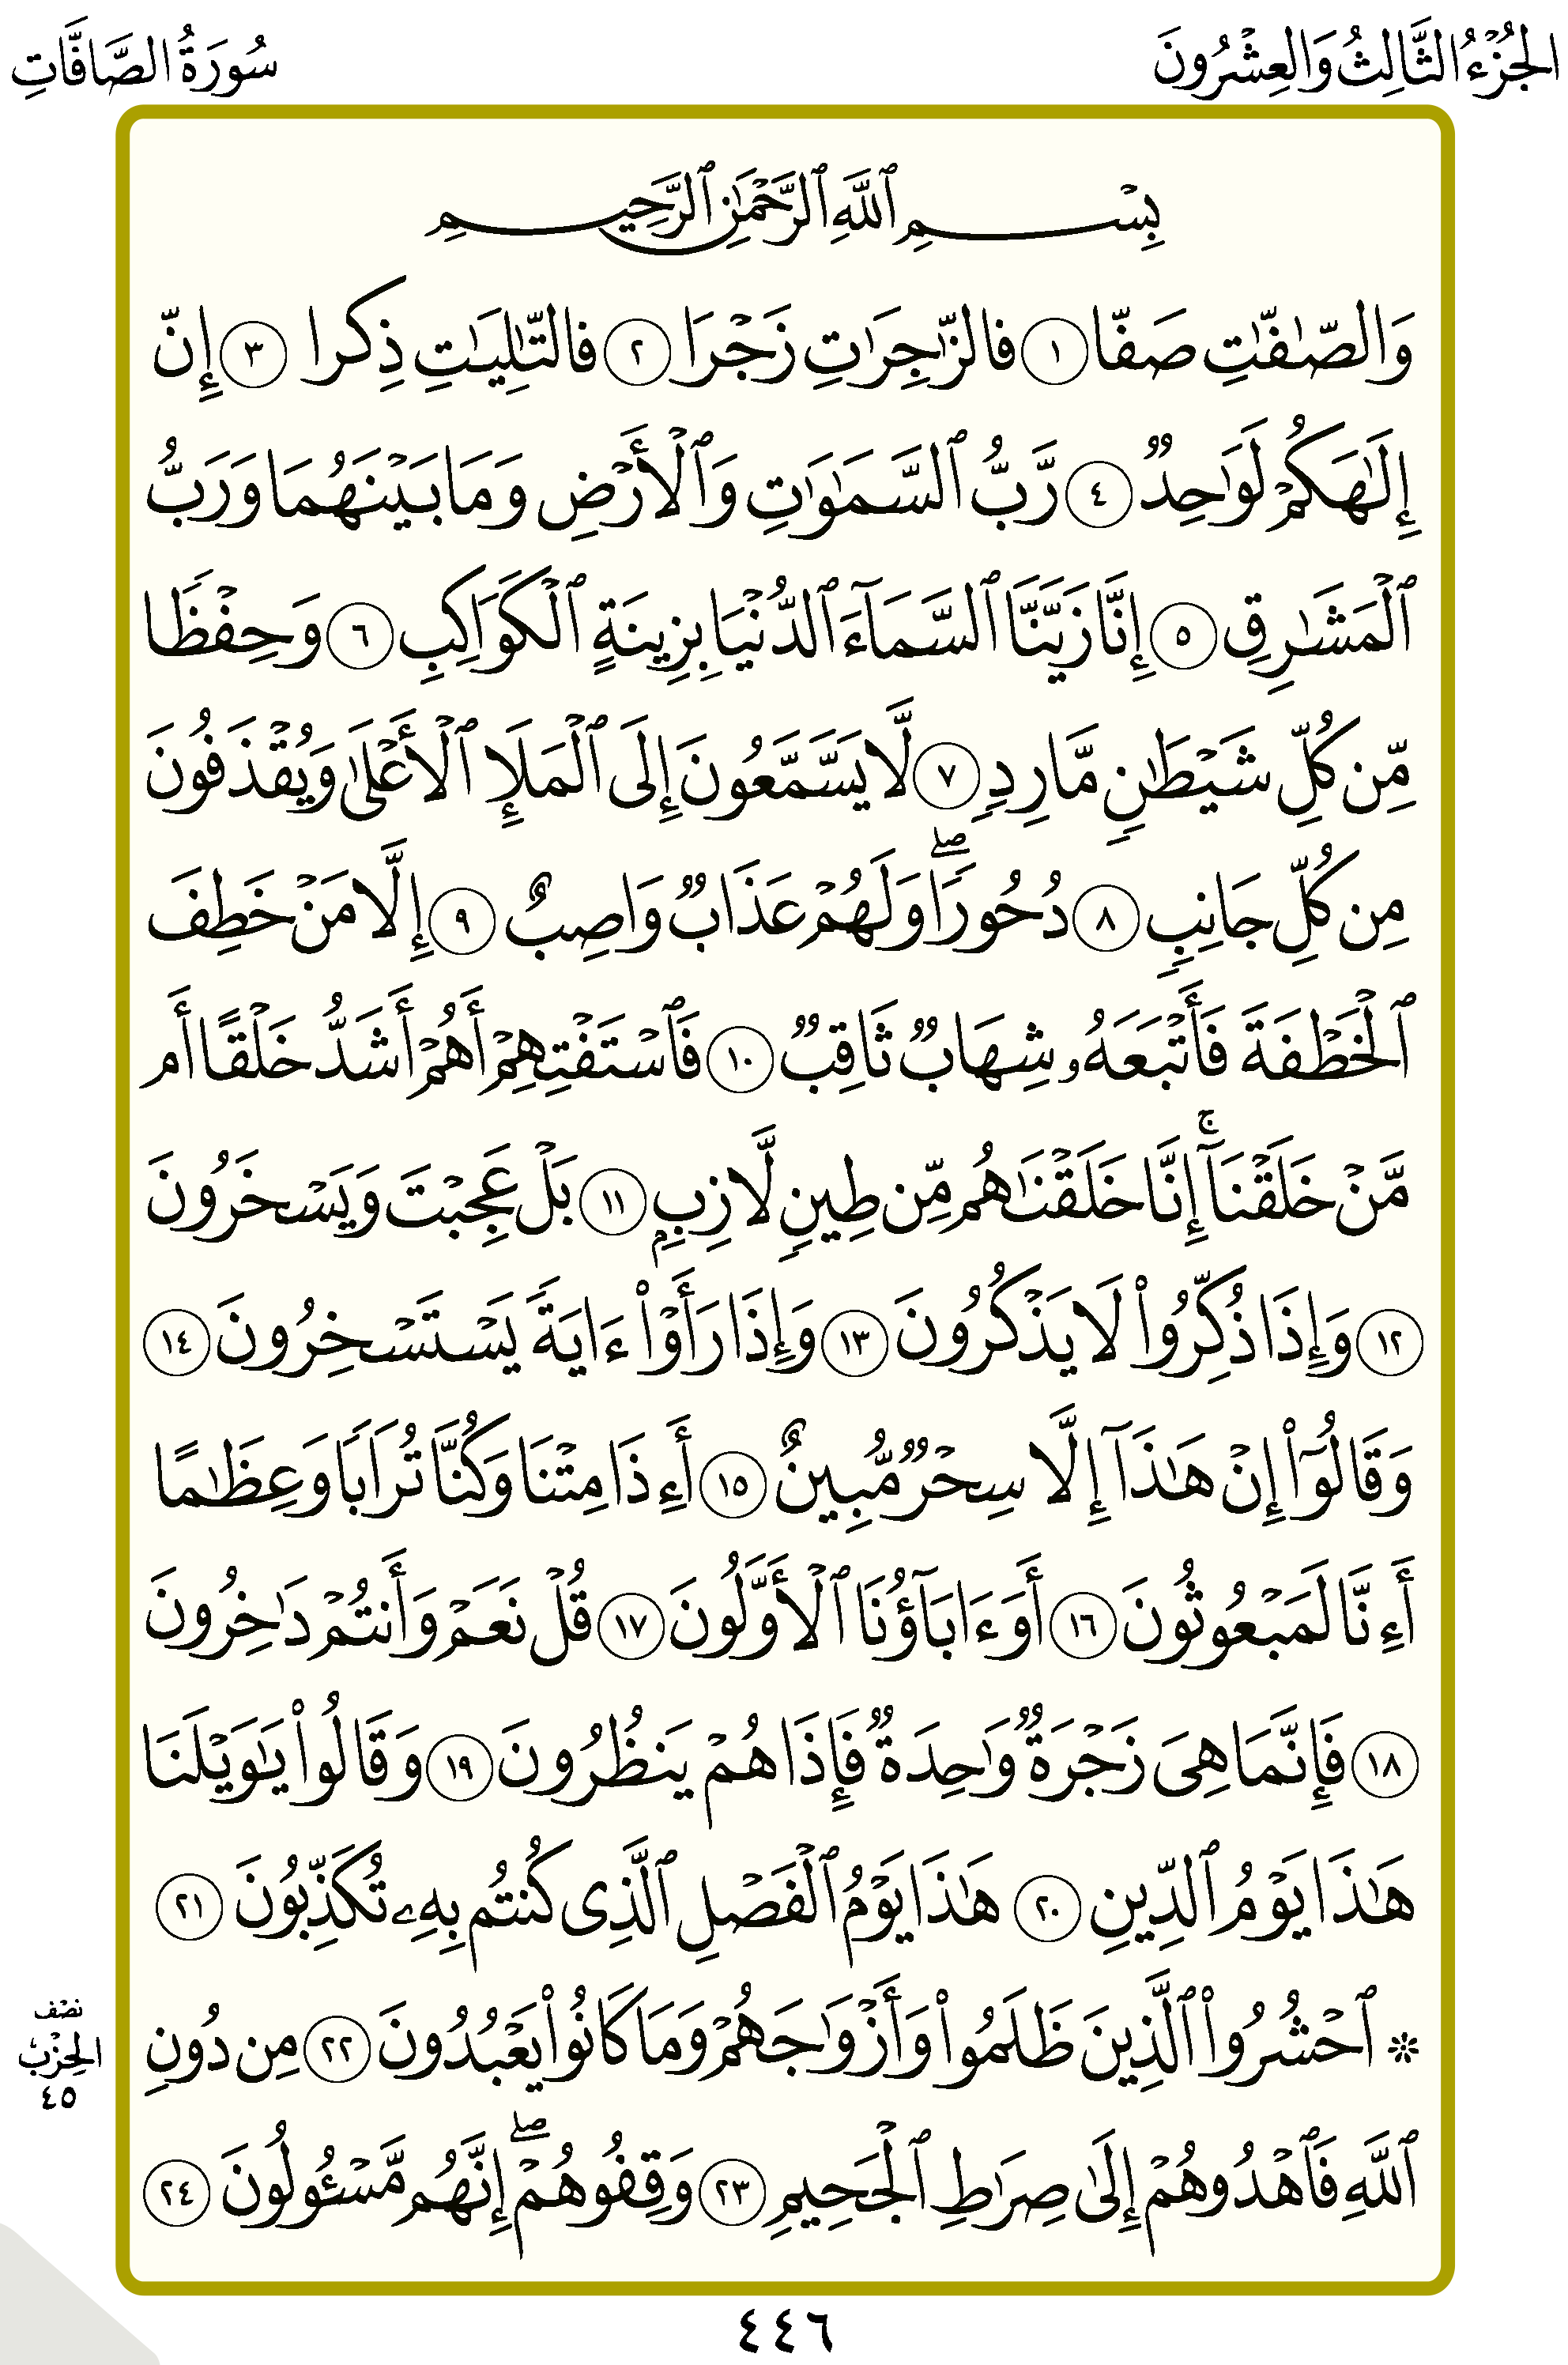 الجُزْءُ الثَّالِثُ وَالعِشْرُونَ
سُورَةُ الصَّافَّاتِ
بِسْمِ ٱللَّهِ ٱلرَّحْمَٰنِ ٱلرَّحِيمِ
وَالصّٰٓفّٰتِ صَفّا ١ فالزّٰجِرَٰتِ زَجْرَا ٢ فالتّٰلِيَٰتِ ذِكرا ٣ إِنّ
إِلَٰهَكُمْ لَوَٰحِدٌ ٤ رَّبُّ ٱلسَّمَٰوَٰتِ وَٱلْأَرْضِ وَمَا بَيْنَهُمَا وَرَبُّ
ٱلْمَشَٰرِقِ ٥ إِنَّا زَيَّنَّا ٱلسَّمَآءَ ٱلدُّنْيَا بِزِينَةٍ ٱلْكَوَاكِبِ ٦ وَحِفْظًا
مِّن كُلِّ شَيْطَٰنٍ مَّارِدٍ ٧ لَّا يَسَّمَّعُونَ إِلَى ٱلْمَلَإِ ٱلْأَعْلَىٰ وَيُقْذَفُونَ
مِن كُلِّ جَانِبٍ ٨ دُحُورًا ۖ وَلَهُمْ عَذَابٌ وَاصِبٌ ٩ إِلَّا مَنْ خَطِفَ
ٱلْخَطْفَةَ فَأَتْبَعَهُۥ شِهَابٌ ثَاقِبٌ ١٠ فَٱسْتَفْتِهِمْ أَهُمْ أَشَدُّ خَلْقًا أَم
مَّنْ خَلَقْنَآ ۚ إِنَّا خَلَقْنَٰهُم مِّن طِينٍ لَّازِبٍ ١١ بَلْ عَجِبْتَ وَيَسْخَرُونَ
١٢ وَإِذَا ذُكِّرُوا۟ لَا يَذْكُرُونَ ١٣ وَإِذَا رَأَوْا۟ ءَايَةً يَسْتَسْخِرُونَ ١٤
وَقَالُوٓا۟ إِنْ هَٰذَآ إِلَّا سِحْرٌ مُّبِينٌ ١٥ أَءِذَا مِتْنَا وَكُنَّا تُرَابًا وَعِظَٰمًا
أَءِنَّا لَمَبْعُوثُونَ ١٦ أَوَءَابَآؤُنَا ٱلْأَوَّلُونَ ١٧ قُلْ نَعَمْ وَأَنتُمْ دَٰخِرُونَ
١٨ فَإِنَّمَا هِىَ زَجْرَةٌ وَٰحِدَةٌ فَإِذَا هُمْ يَنظُرُونَ ١٩ وَقَالُوا۟ يَٰوَيْلَنَا
هَٰذَا يَوْمُ ٱلدِّينِ ٢٠ هَٰذَا يَوْمُ ٱلْفَصْلِ ٱلَّذِى كُنتُم بِهِۦ تُكَذِّبُونَ ٢١
۞ ٱحْشُرُوا۟ ٱلَّذِينَ ظَلَمُوا۟ وَأَزْوَٰجَهُمْ وَمَا كَانُوا۟ يَعْبُدُونَ ٢٢ مِن دُونِ
ٱللَّهِ فَٱهْدُوهُمْ إِلَىٰ صِرَٰطِ ٱلْجَحِيمِ ٢٣ وَقِفُوهُمْ ۖ إِنَّهُم مَّسْـُٔولُونَ ٢٤
نصف
الحِزْبْ
٤٥
٤٤٦